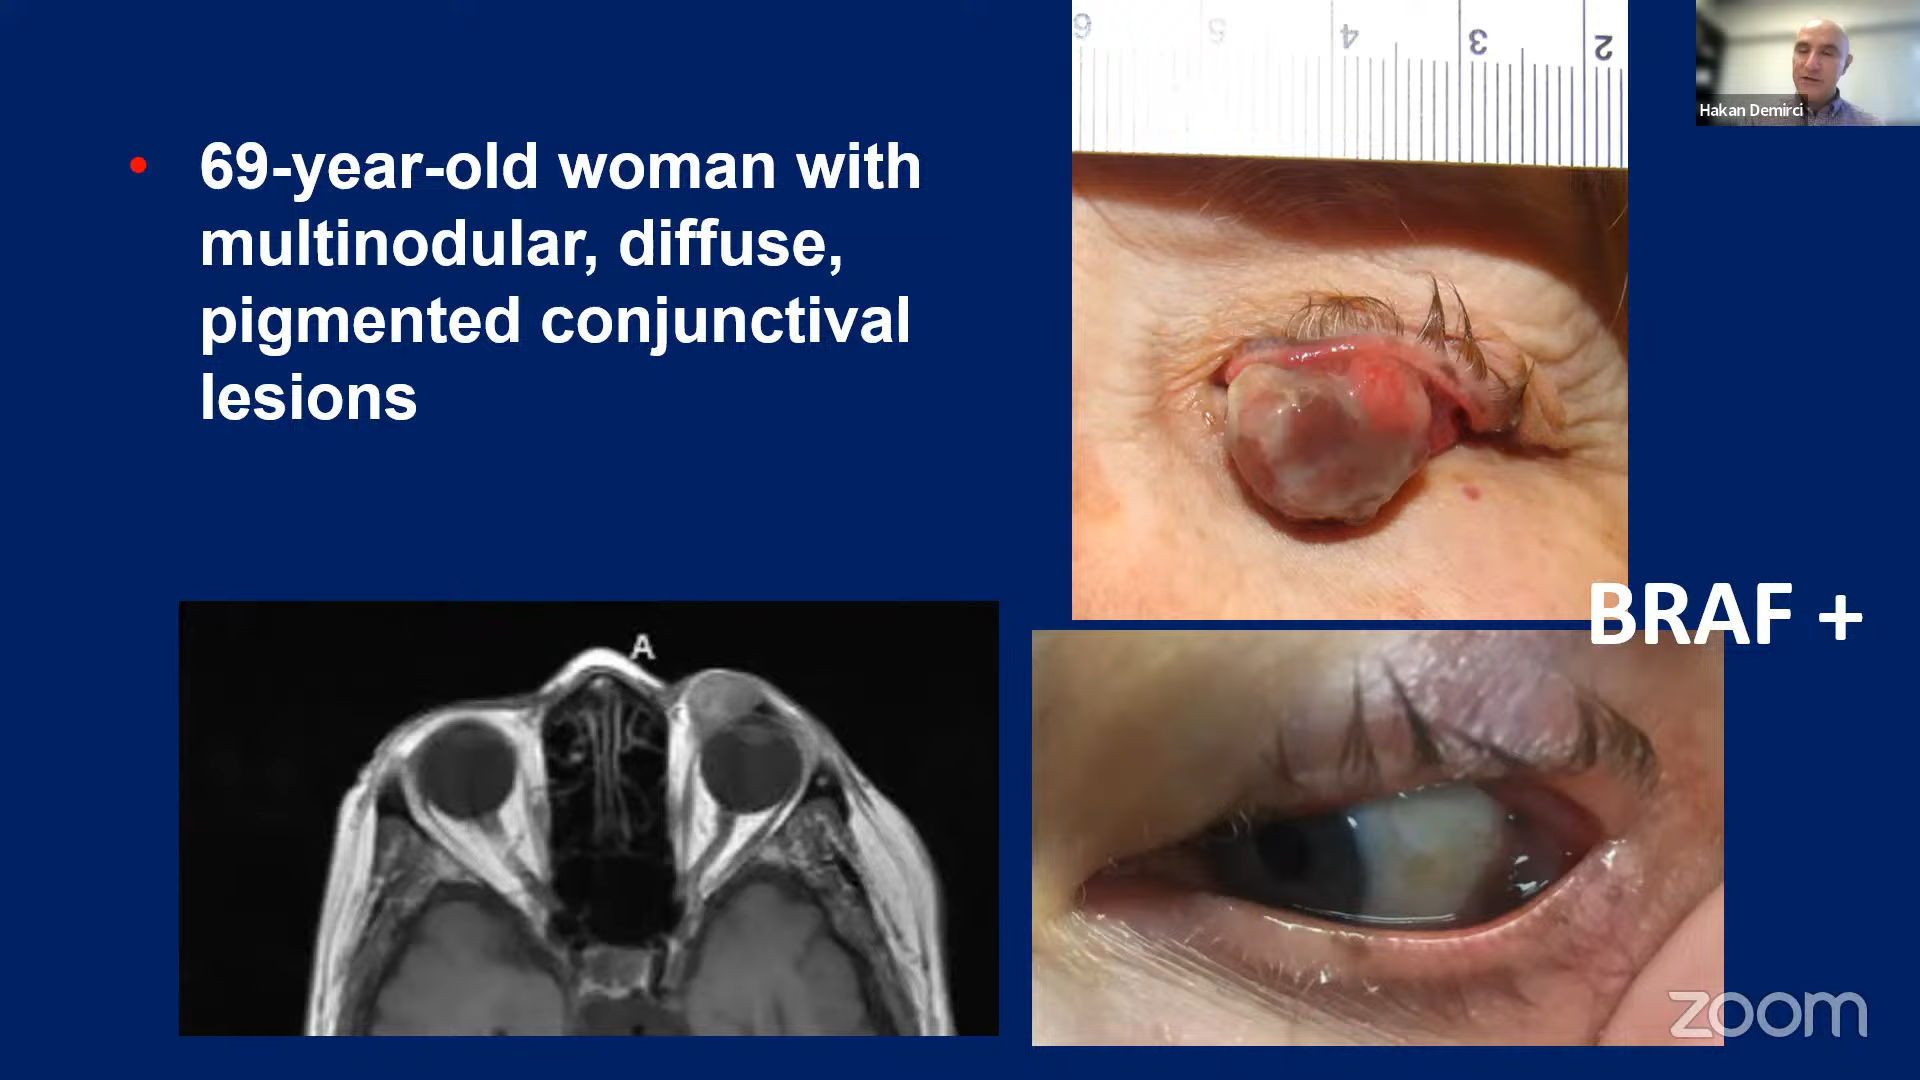 • 69-year-old woman with
multinodular, diffuse,
pigmented conjunctival
lesions
6 5 4 3 2
Hakan Demirci
BRAF +
A
zoom